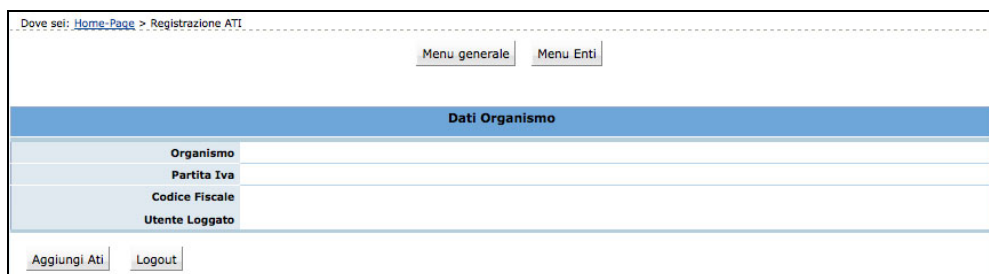 Dove sei: Home-Page > Registrazione ATI
Menu generale Menu Enti
Dati Organismo
Organismo
Partita Iva
Codice Fiscale
Utente Loggato
Aggiungi Ati Logout